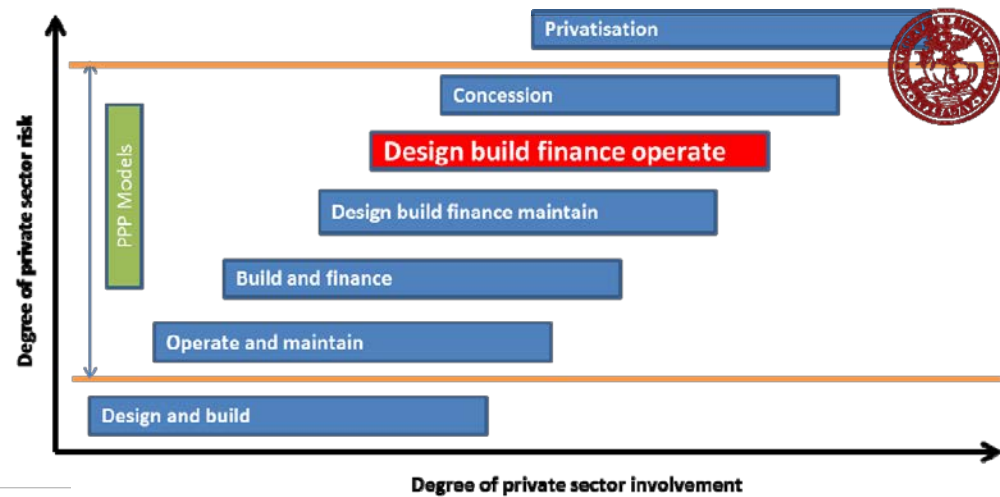 Privatisation
Concession
Design build finance operate
Design build finance maintain
Build and finance
Operate and maintain
Design and build
PPP Models
Degree of private sector risk
Degree of private sector involvement